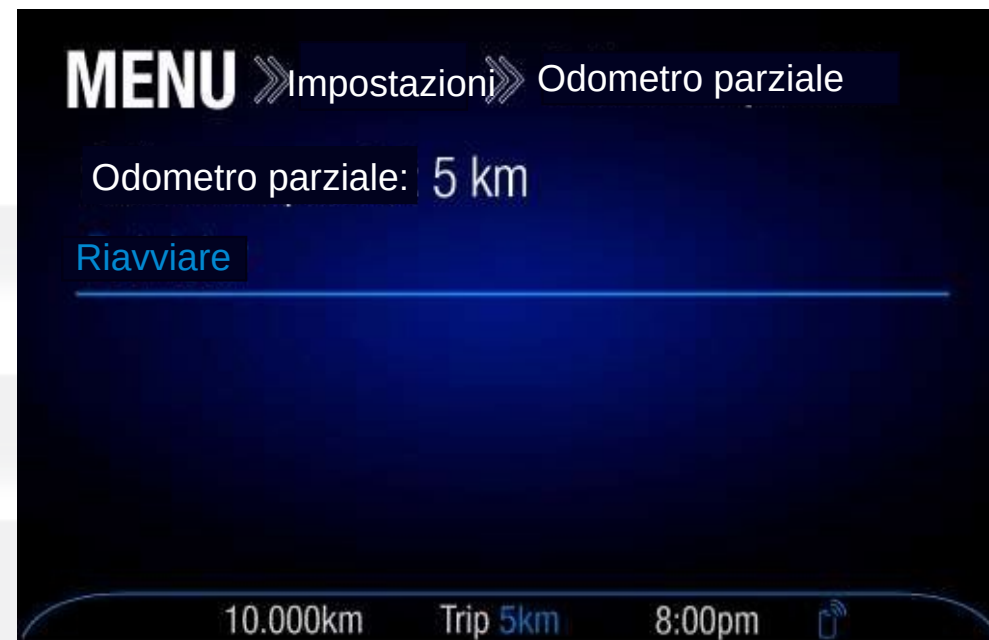 MENU Impostazioni Odometro parziale
Odometro parziale: 5 km
Riavviare
10.000km Trip 5km 8:00pm